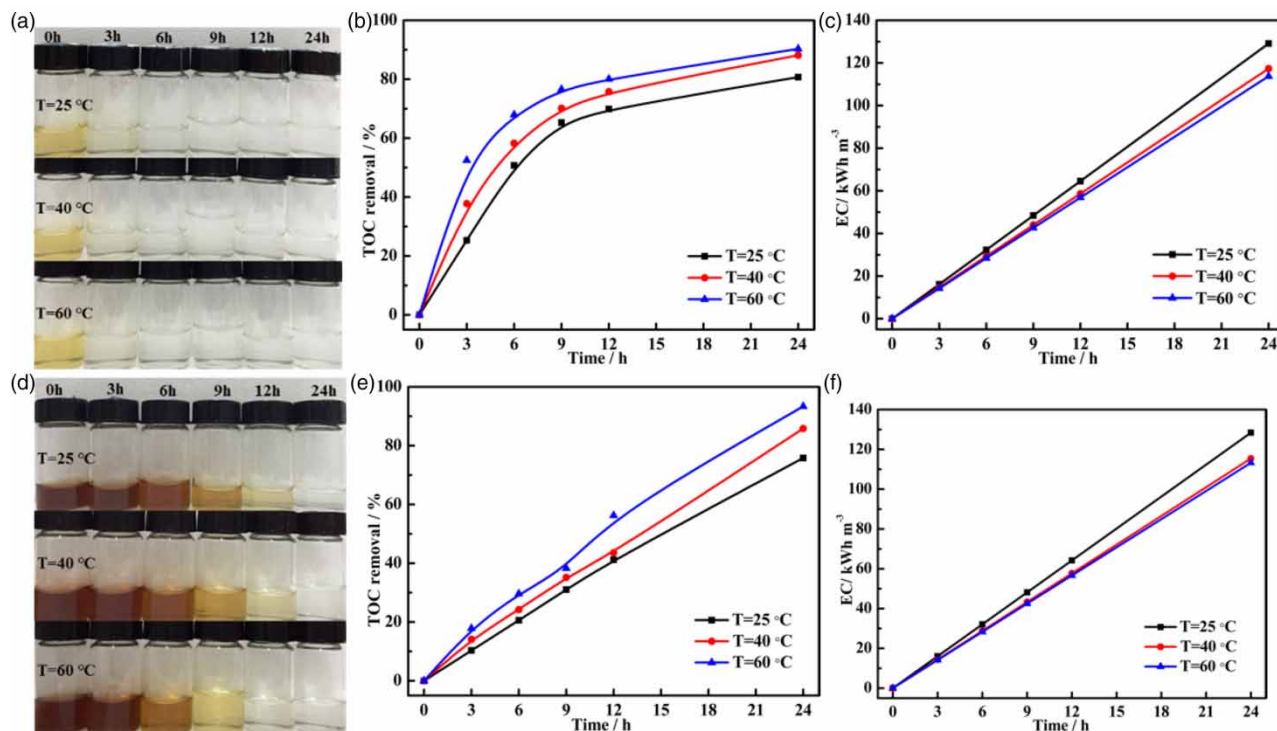 (a)
0h 3h 6h 9h 12h 24h
T=25 °C
T=40 °C
T=60 °C
(b)
100
80
60
40
20
0
TOC removal / %
T=25 °C
T=40 °C
T=60 °C
0 3 6 9 12 15 18 21 24
Time / h
(c)
140
120
100
80
60
40
20
0
EC/ kWh m⁻³
T=25 °C
T=40 °C
T=60 °C
0 3 6 9 12 15 18 21 24
Time / h
(d)
0h 3h 6h 9h 12h 24h
T=25 °C
T=40 °C
T=60 °C
(e)
100
80
60
40
20
0
TOC removal / %
T=25 °C
T=40 °C
T=60 °C
0 3 6 9 12 15 18 21 24
Time / h
(f)
140
120
100
80
60
40
20
0
EC/ kWh m⁻³
T=25 °C
T=40 °C
T=60 °C
0 3 6 9 12 15 18 21 24
Time / h